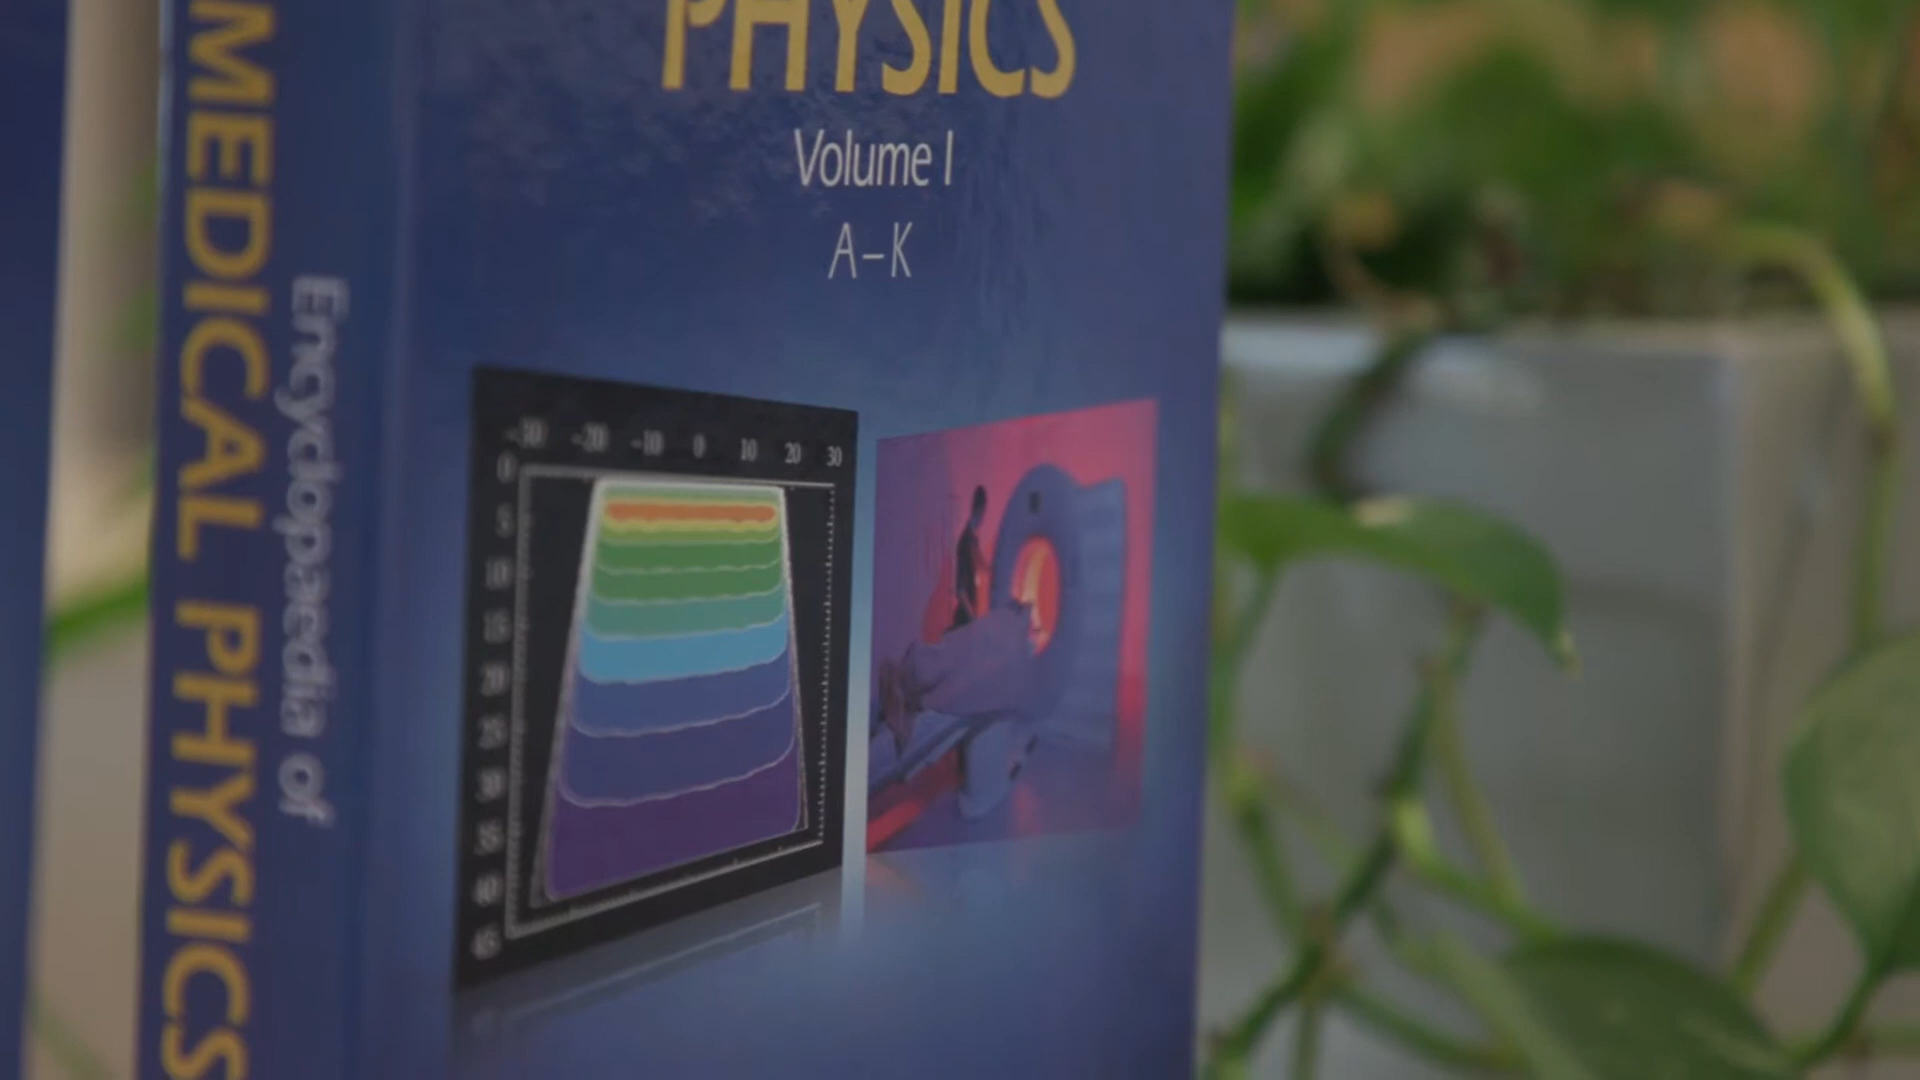 MEDICAL PHYSICS
Encyclopaedia of
PHYSICS
Volume I
A–K
-30 -20 -10 0 10 20 30
0
5
10
15
20
25
30
35
40
45